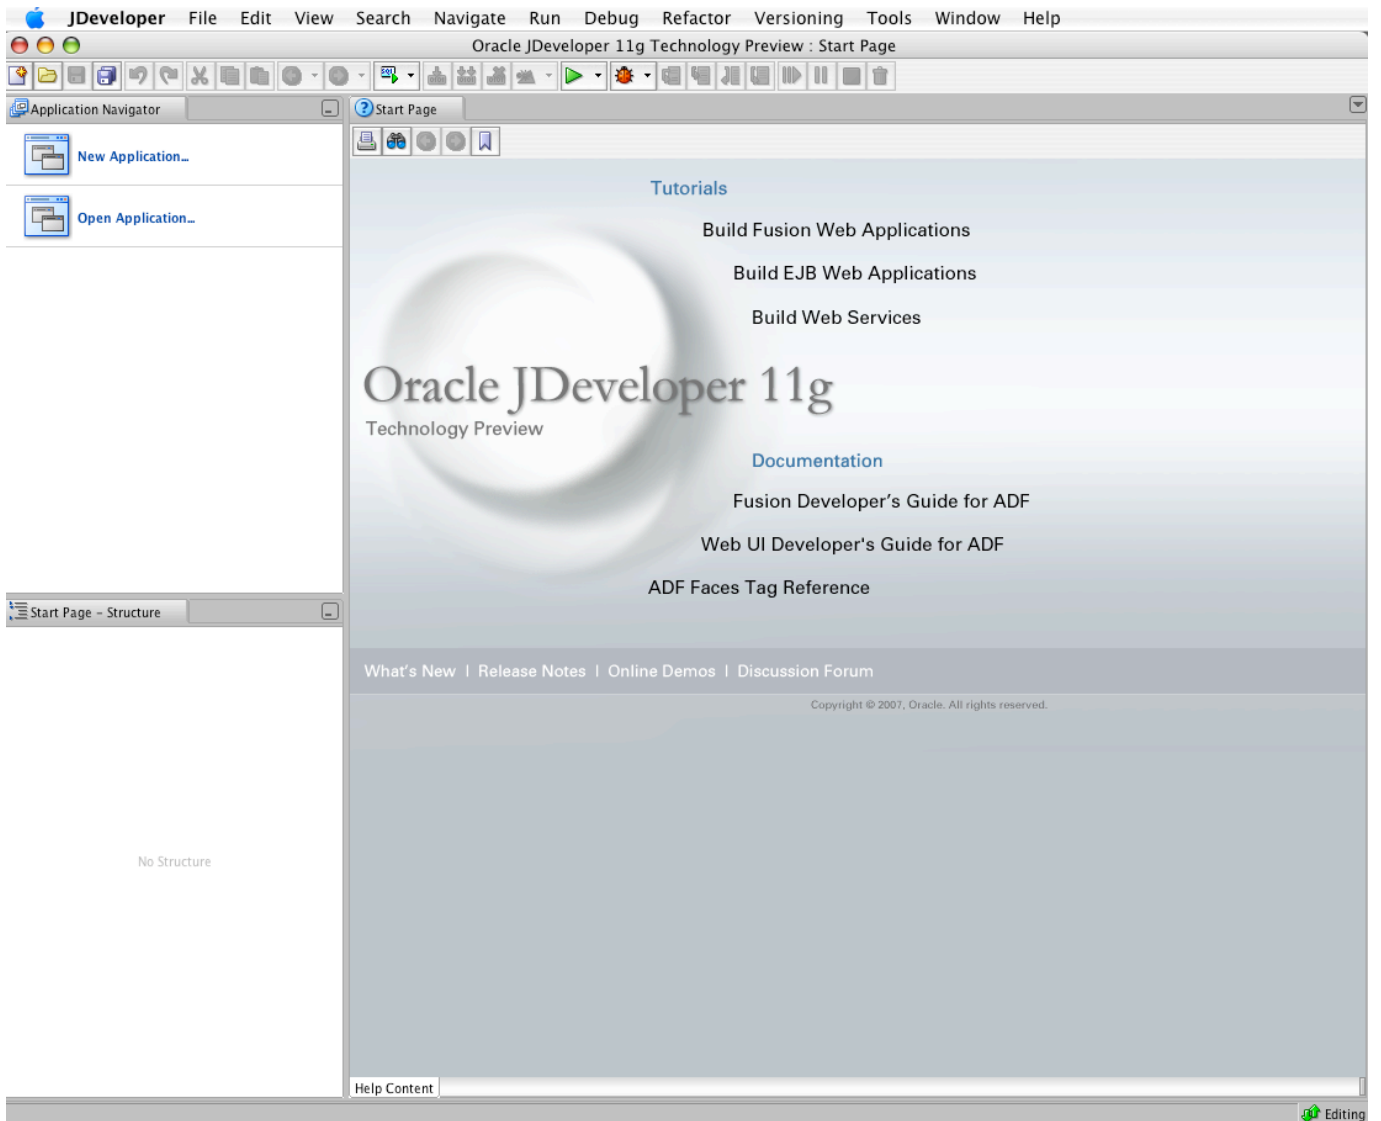 JDeveloper File Edit View Search Navigate Run Debug Refactor Versioning Tools Window Help
Oracle JDeveloper 11g Technology Preview : Start Page
Application Navigator
Start Page
New Application...
Open Application...
Tutorials
Build Fusion Web Applications
Build EJB Web Applications
Build Web Services
Oracle JDeveloper 11g
Technology Preview
Documentation
Fusion Developer's Guide for ADF
Web UI Developer's Guide for ADF
ADF Faces Tag Reference
What's New | Release Notes | Online Demos | Discussion Forum
Copyright © 2007, Oracle. All rights reserved.
Start Page - Structure
No Structure
Help Content
Editing